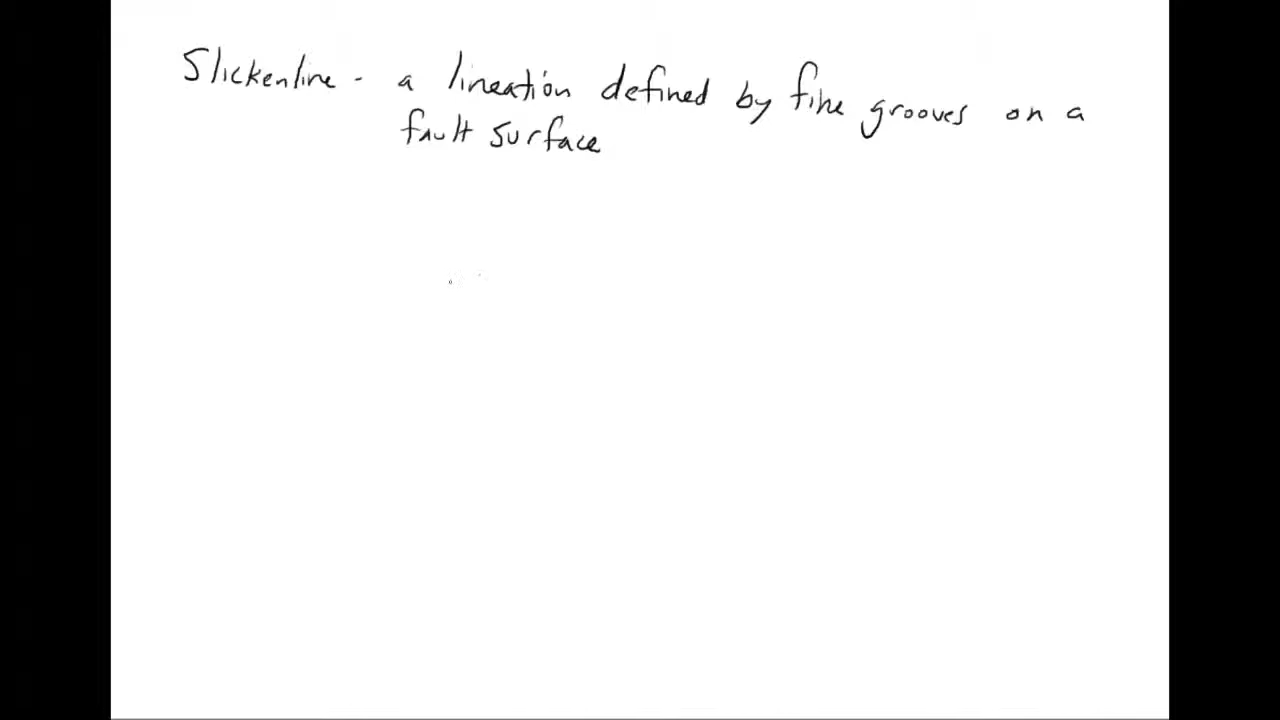 Slickenline - a lineation defined by fine grooves on a
fault surface